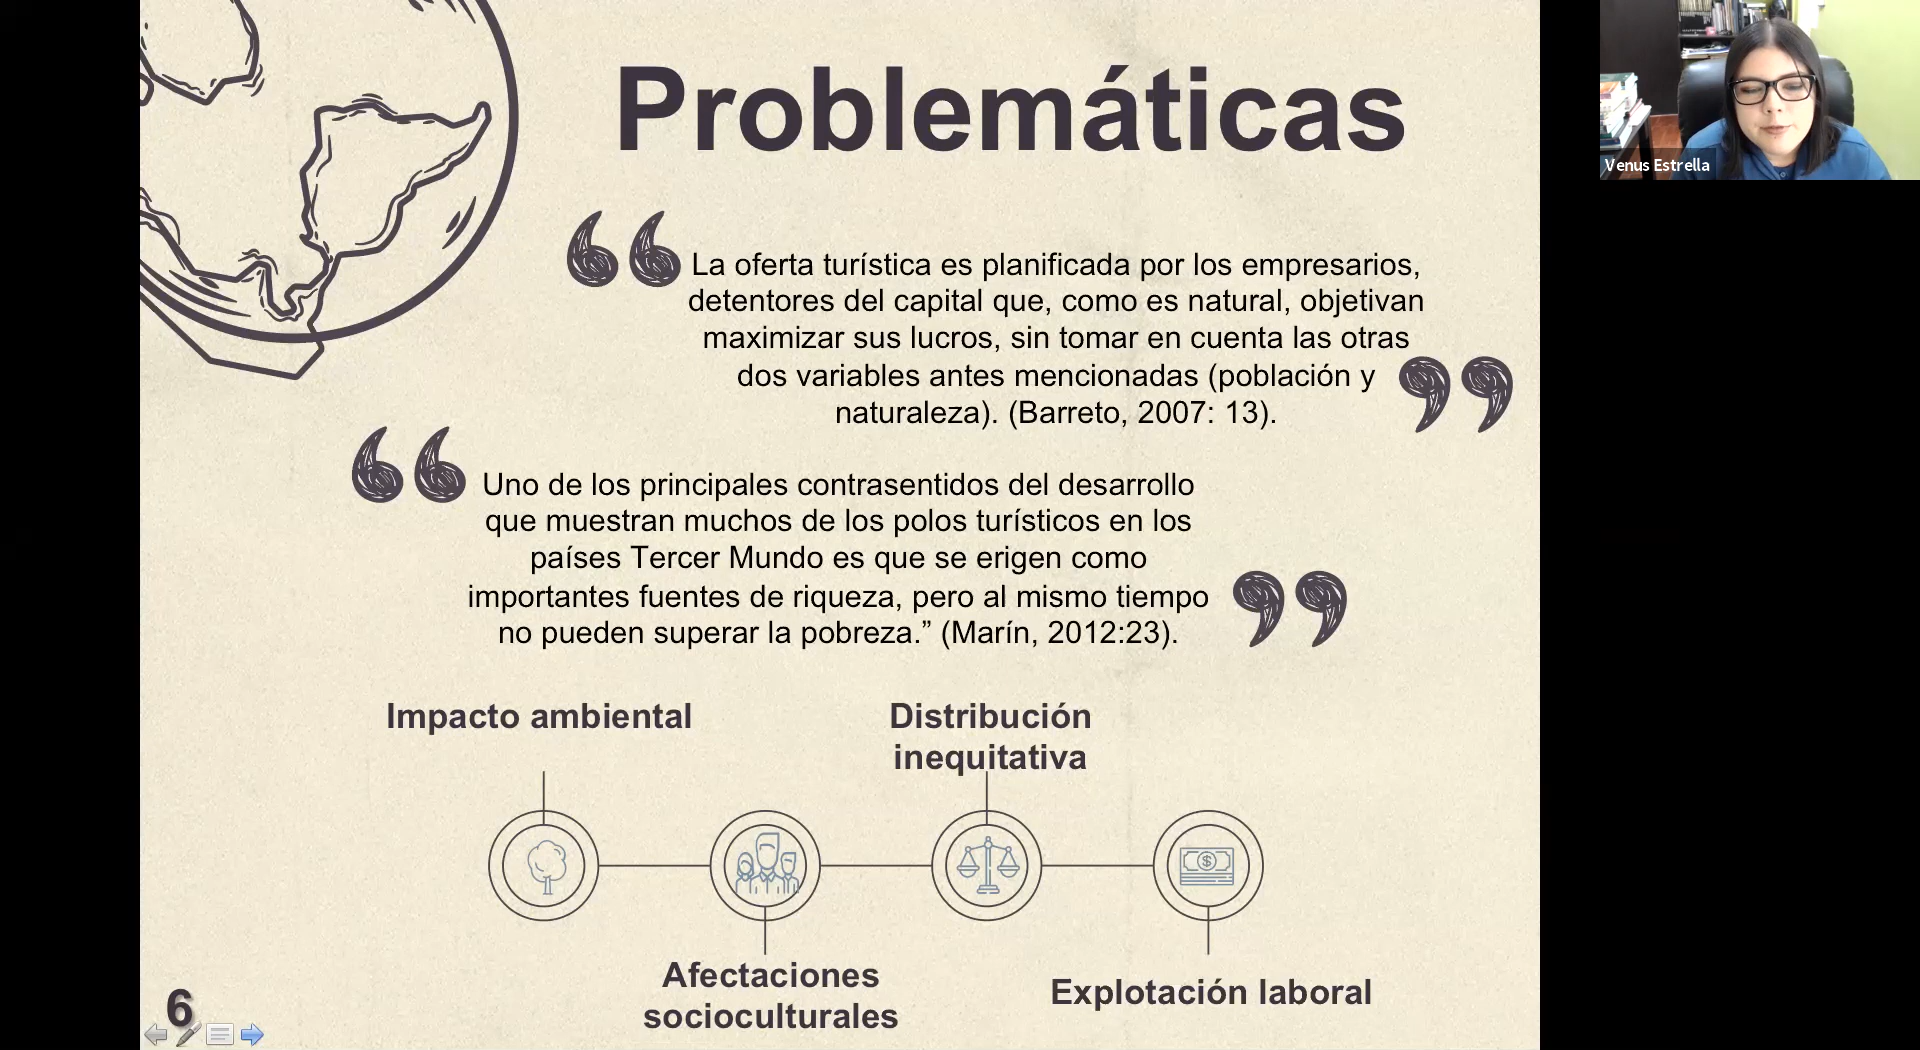 Problemáticas
La oferta turística es planificada por los empresarios,
detentores del capital que, como es natural, objetivan
maximizar sus lucros, sin tomar en cuenta las otras
dos variables antes mencionadas (población y
naturaleza). (Barreto, 2007: 13).
Uno de los principales contrasentidos del desarrollo
que muestran muchos de los polos turísticos en los
países Tercer Mundo es que se erigen como
importantes fuentes de riqueza, pero al mismo tiempo
no pueden superar la pobreza.” (Marín, 2012:23).
Impacto ambiental
Distribución
inequitativa
$
Afectaciones
socioculturales
Explotación laboral
6
Venus Estrella